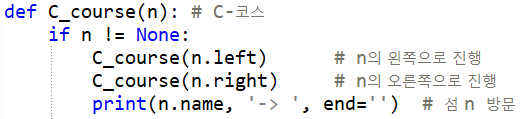 def C_course(n): # C-코스
    if n != None:
        C_course(n.left)      # n의 왼쪽으로 진행
        C_course(n.right)     # n의 오른쪽으로 진행
        print(n.name, '-> ', end='')  # 섬 n 방문